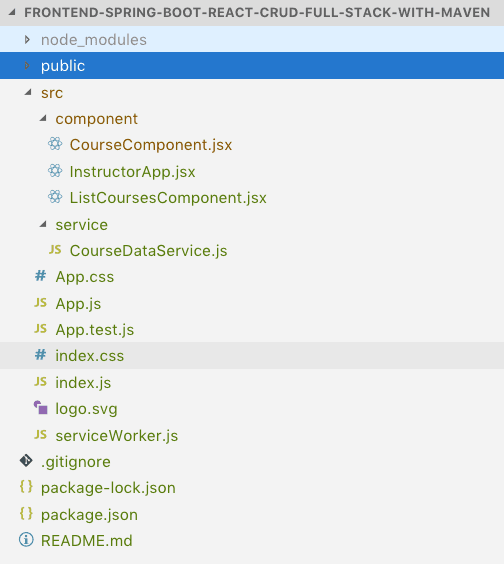 FRONTEND-SPRING-BOOT-REACT-CRUD-FULL-STACK-WITH-MAVEN
node_modules
public
src
component
CourseComponent.jsx
InstructorApp.jsx
ListCoursesComponent.jsx
service
JS CourseDataService.js
# App.css
JS App.js
JS App.test.js
# index.css
JS index.js
logo.svg
JS serviceWorker.js
.gitignore
{ } package-lock.json
{ } package.json
README.md